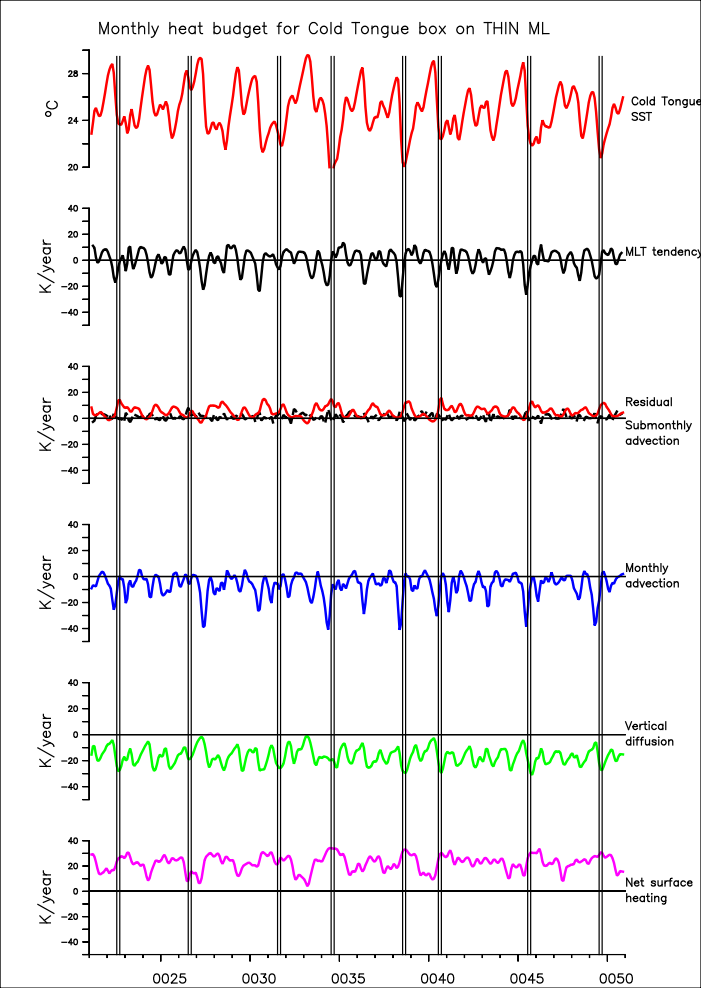 Monthly heat budget for Cold Tongue box on THIN ML
28
24
20
°C
Cold Tongue
SST
40
20
0
−20
−40
K/year
MLT tendency
40
20
0
−20
−40
K/year
Residual
Submonthly
advection
40
20
0
−20
−40
K/year
Monthly
advection
40
20
0
−20
−40
K/year
Vertical
diffusion
40
20
0
−20
−40
K/year
Net surface
heating
0025 0030 0035 0040 0045 0050